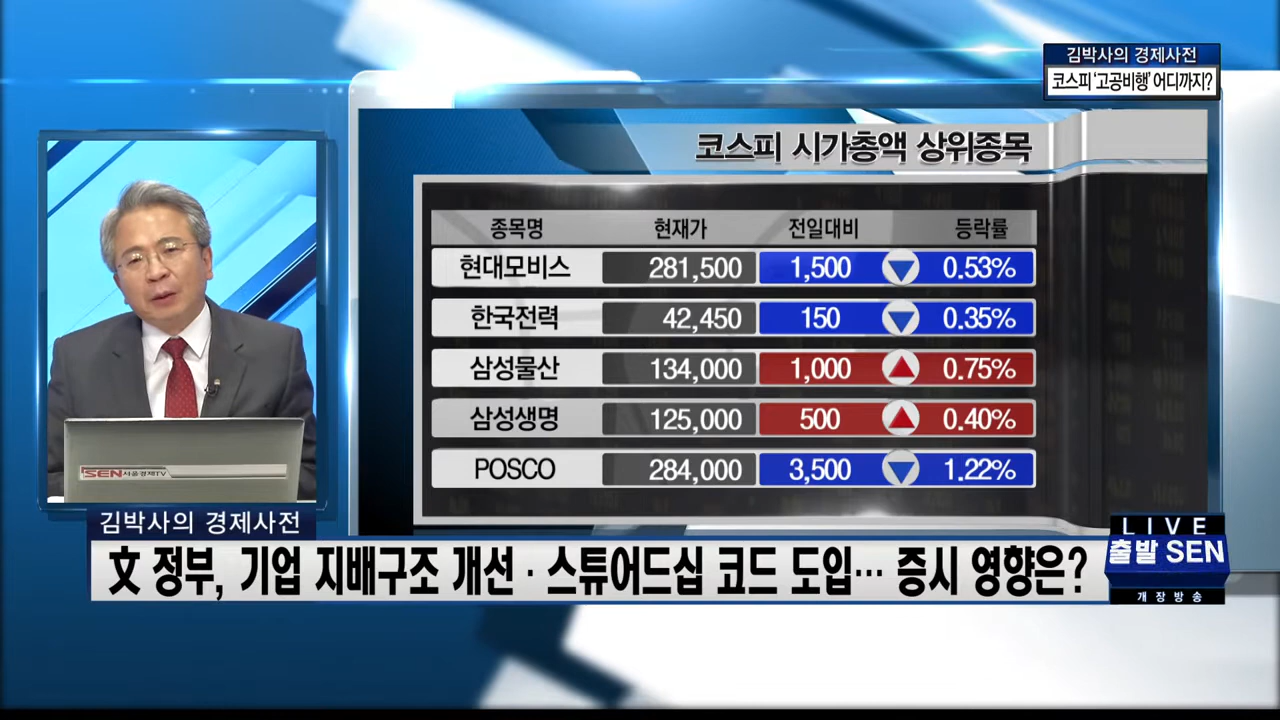 김박사의 경제사전
코스피 ‘고공비행’ 어디까지?
코스피 시가총액 상위종목
종목명 현재가 전일대비 등락률
현대모비스 281,500 1,500 ▼ 0.53%
한국전력 42,450 150 ▼ 0.35%
삼성물산 134,000 1,000 ▲ 0.75%
삼성생명 125,000 500 ▲ 0.40%
POSCO 284,000 3,500 ▼ 1.22%
SEN 서울경제TV
김박사의 경제사전
文 정부, 기업 지배구조 개선·스튜어드십 코드 도입… 증시 영향은?
LIVE
출발 SEN
개장방송